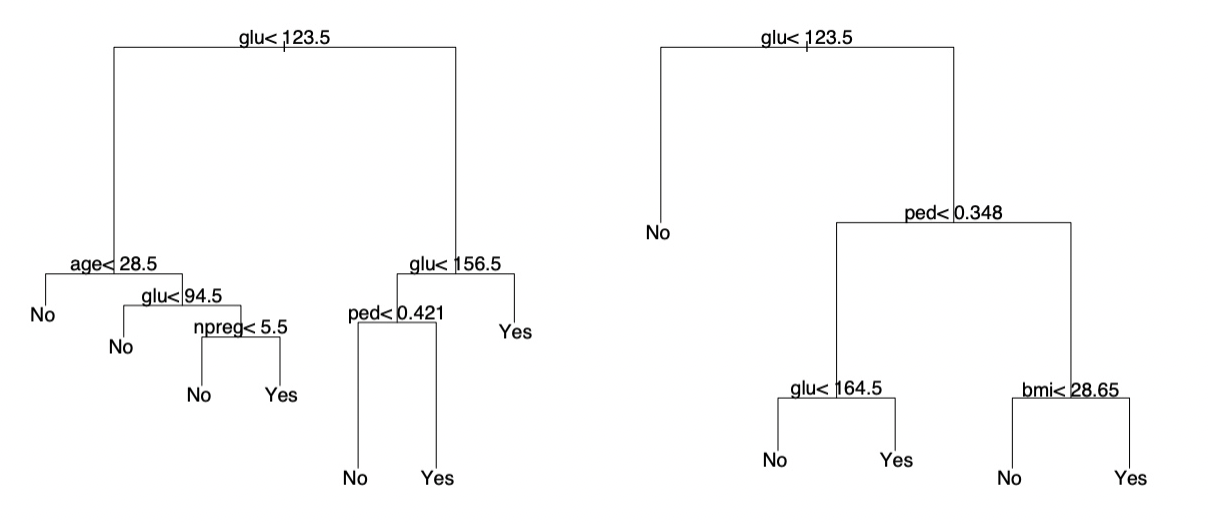 glu< 123.5
age< 28.5
glu< 156.5
No
glu< 94.5
ped< 0.421
Yes
No
npreg< 5.5
No
Yes
No
Yes
glu< 123.5
No
ped< 0.348
glu< 164.5
bmi< 28.65
No
Yes
No
Yes